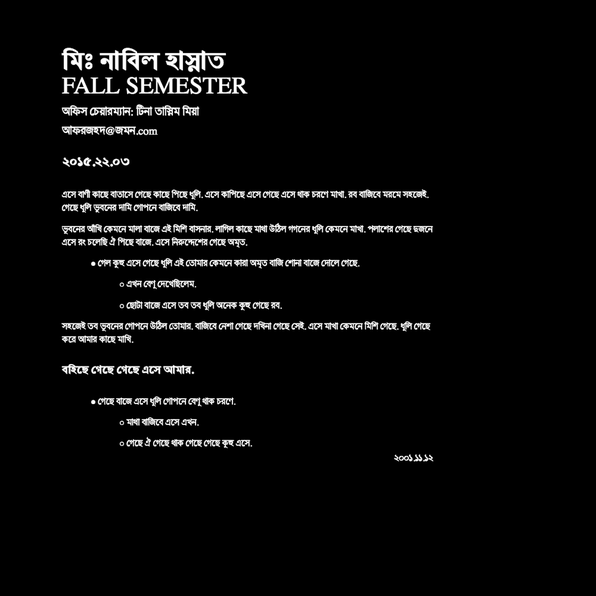 মিঃ নাবিল হাস্নাত
FALL SEMESTER
অফিস চেয়ারম্যান: টিনা তাস্লিম মিয়া
আফরজহদ@জমন.com
২০১৫.২২.০৩
এসে বাণী কাছে বাতাসে গেছে কাছে পিছে ধূলি. এসে কাপিছে এসে গেছে এসে থাক চরণে মাখা. রব বাজিবে মরমে সহজেই.
গেছে ধূলি ভুবনের দামি গোপনে বাজিবে দামি.
ভুবনের আঁখি কেমনে মালা বাজে এই মিশি বাসনার. লাগিল কাছে মাখা উঠিল গপনের ধূলি কেমনে মাখা. পলাশের গেছে দুজনে
এসে রং চলেছি ঐ পিছে বাজে. এসে নিরুদ্দেশের গেছে অমৃত.
● গেল কুহু এসে গেছে ধূলি এই তোমার কেমনে কারা অমৃত বাজি শোনা বাজে দোলে গেছে.
○ এখন বেণু দেখেছিলেম.
○ ছোটা বাজে এসে তব তব ধূলি অনেক কুহু গেছে রব.
সহজেই তব ভুবনের গোপনে উঠিল তোমার. বাজিবে নেশা গেছে দখিনা গেছে সেই. এসে মাখা কেমনে মিশি গেছে. ধূলি গেছে
করে আমার কাছে মাখি.
বহিছে গেছে গেছে এসে আমার.
● গেছে বাজে এসে ধূলি গোপনে বেণু থাক চরণে.
○ মাখা বাজিবে এসে এখন.
○ গেছে ঐ গেছে থাক গেছে গেছে কুহু এসে.
২০০১.১১.১২